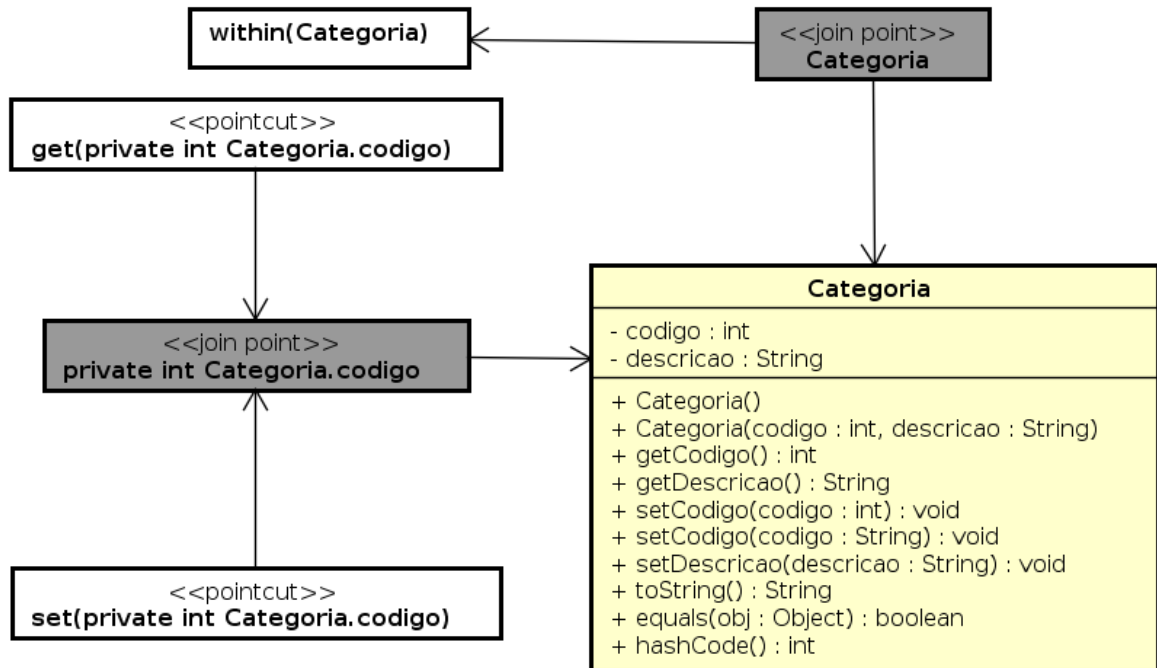 within(Categoria)
<<join point>>
Categoria
<<pointcut>>
get(private int Categoria.codigo)
<<join point>>
private int Categoria.codigo
<<pointcut>>
set(private int Categoria.codigo)
Categoria
- codigo : int
- descricao : String
+ Categoria()
+ Categoria(codigo : int, descricao : String)
+ getCodigo() : int
+ getDescricao() : String
+ setCodigo(codigo : int) : void
+ setCodigo(codigo : String) : void
+ setDescricao(descricao : String) : void
+ toString() : String
+ equals(obj : Object) : boolean
+ hashCode() : int